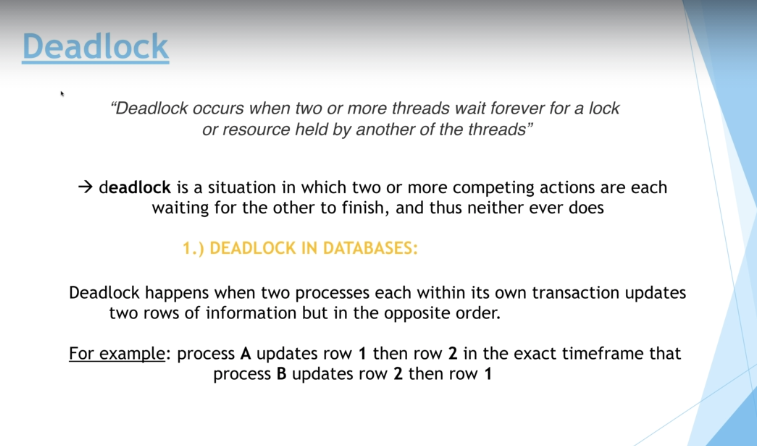 Deadlock
“Deadlock occurs when two or more threads wait forever for a lock
or resource held by another of the threads”
→ deadlock is a situation in which two or more competing actions are each
waiting for the other to finish, and thus neither ever does
1.) DEADLOCK IN DATABASES:
Deadlock happens when two processes each within its own transaction updates
two rows of information but in the opposite order.
For example: process A updates row 1 then row 2 in the exact timeframe that
process B updates row 2 then row 1